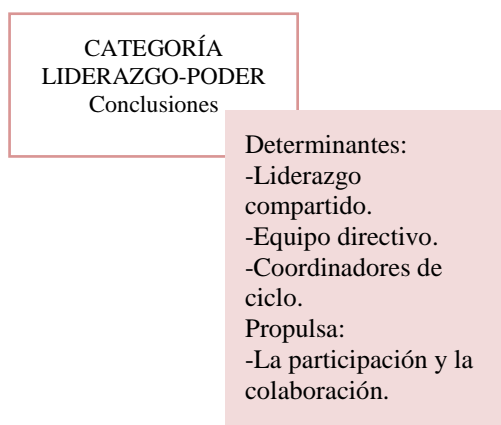 CATEGORÍA
LIDERAZGO-PODER
Conclusiones
Determinantes:
-Liderazgo
compartido.
-Equipo directivo.
-Coordinadores de
ciclo.
Propulsa:
-La participación y la
colaboración.